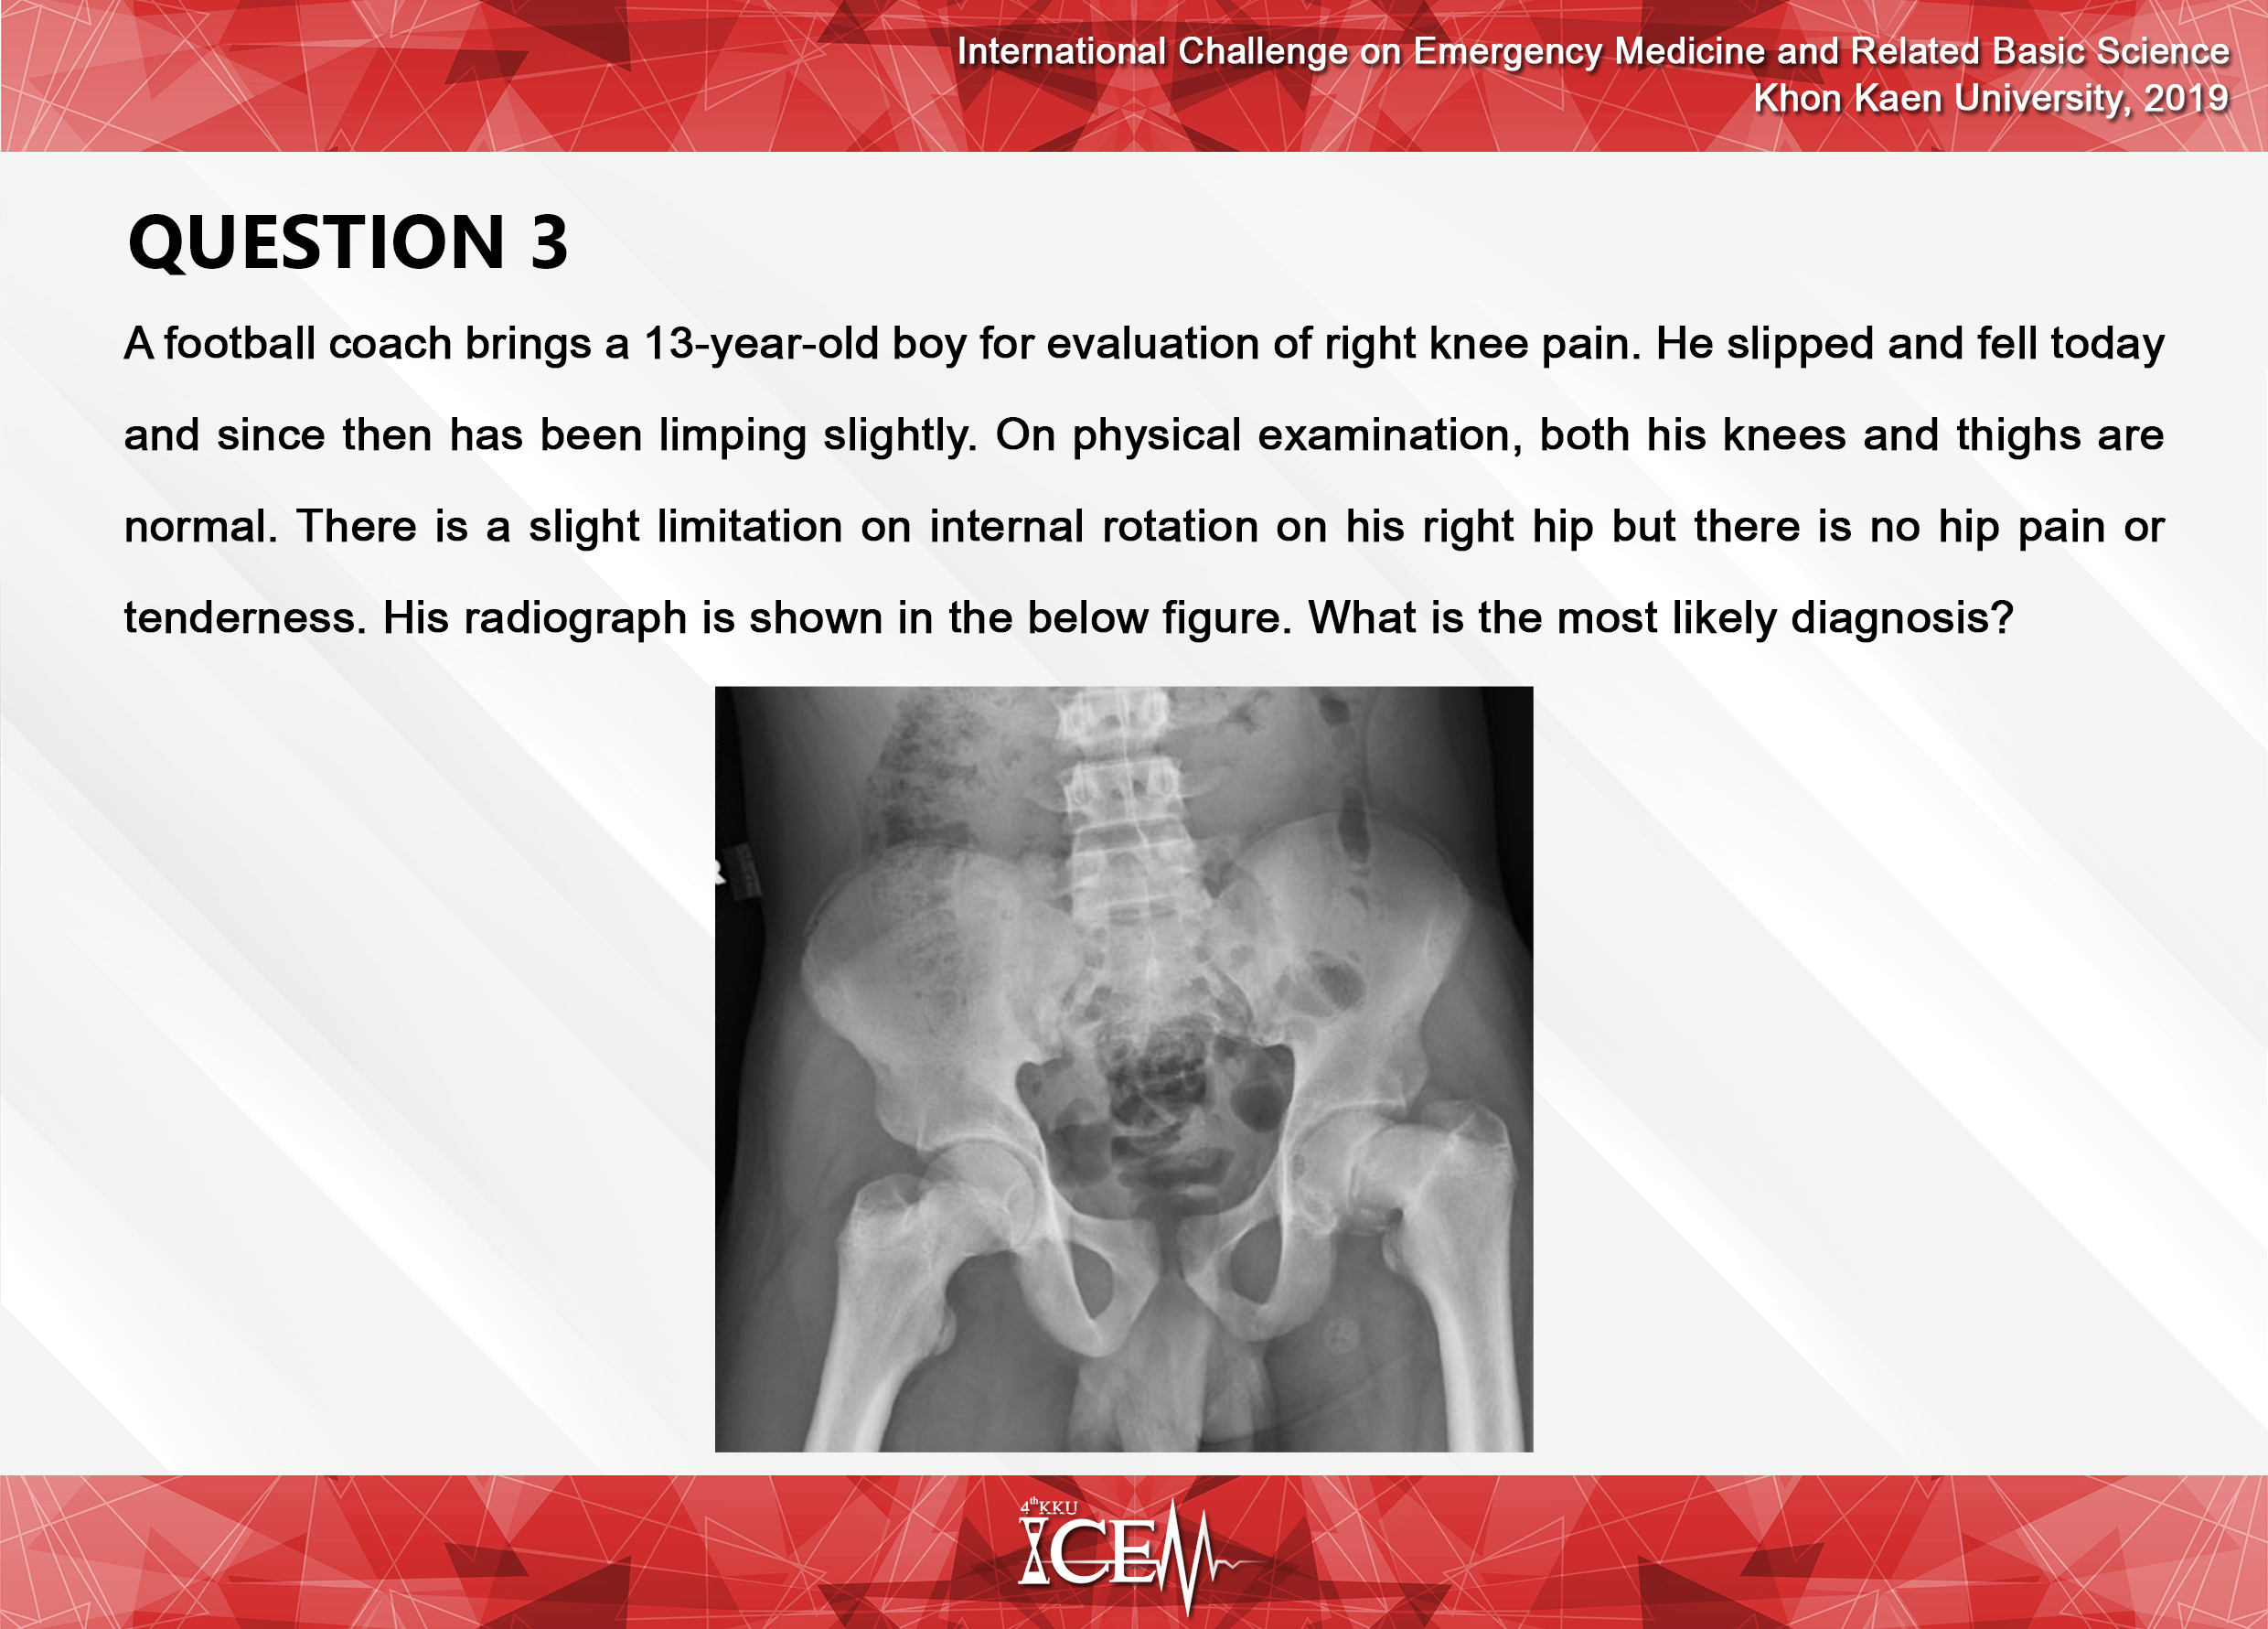 International Challenge on Emergency Medicine and Related Basic Science
Khon Kaen University, 2019
QUESTION 3
A football coach brings a 13-year-old boy for evaluation of right knee pain. He slipped and fell today
and since then has been limping slightly. On physical examination, both his knees and thighs are
normal. There is a slight limitation on internal rotation on his right hip but there is no hip pain or
tenderness. His radiograph is shown in the below figure. What is the most likely diagnosis?
R
4th KKU
ICEM